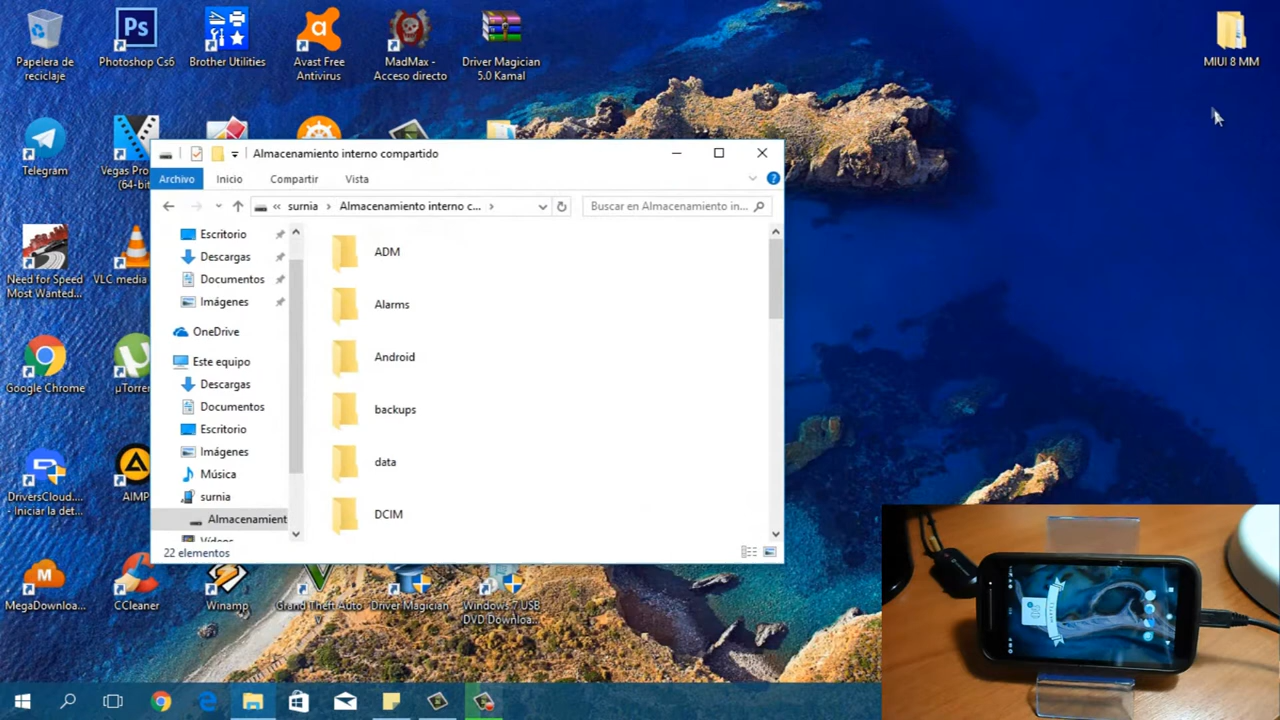 Papelera de
reciclaje
Photoshop Cs6
Brother Utilities
Avast Free
Antivirus
MadMax -
Acceso directo
Driver Magician
5.0 Kamal
MIUI 8 MM
Telegram
Vegas Pro
(64-bit
Need for Speed
Most Wanted...
VLC media
Google Chrome
µTorre
DriversCloud....
- Iniciar la det...
AIMP
MegaDownloa...
CCleaner
Winamp
Grand Theft Auto
V
Driver Magician
Windows 7 USB
DVD Downloa...
Almacenamiento interno compartido
Archivo
Inicio
Compartir
Vista
« surnia > Almacenamiento interno c... >
Buscar en Almacenamiento in...
Escritorio
Descargas
Documentos
Imágenes
OneDrive
Este equipo
Descargas
Documentos
Escritorio
Imágenes
Música
surnia
Almacenamient
Vídeos
ADM
Alarms
Android
backups
data
DCIM
22 elementos